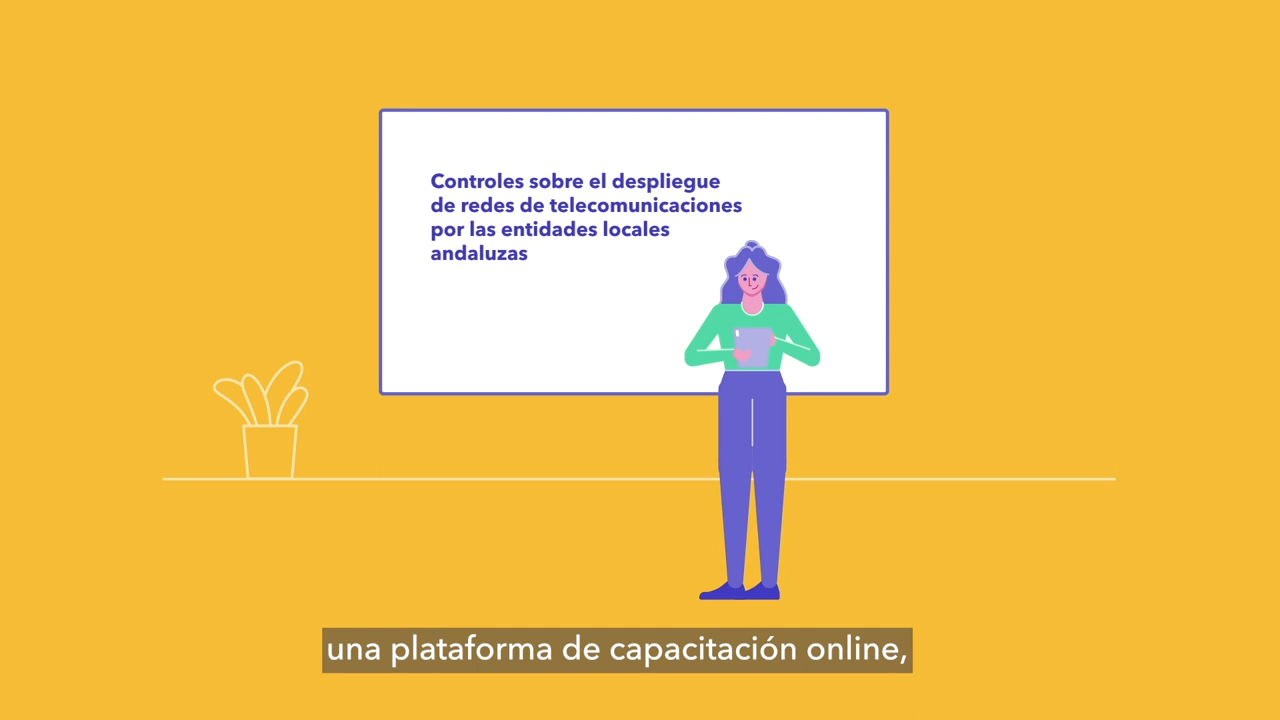 Controles sobre el despliegue
de redes de telecomunicaciones
por las entidades locales
andaluzas
una plataforma de capacitación online,